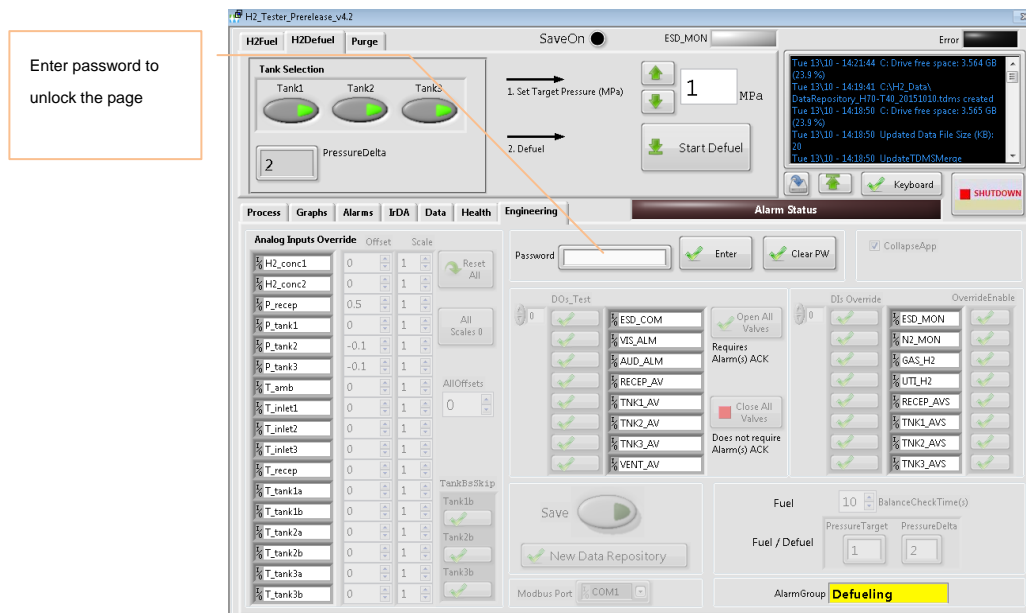 H2_Tester_Prerelease_v4.2
Enter password to
unlock the page
H2Fuel H2Defuel Purge
SaveOn
ESD_MON
Error
Tank Selection
Tank1 Tank2 Tank3
2
PressureDelta
1. Set Target Pressure (MPa)
1
MPa
2. Defuel
Start Defuel
Tue 13\10 - 14:21:44 C: Drive free space: 3.564 GB
(23.9 %)
Tue 13\10 - 14:19:41 C:\H2_Data\
DataRepository_H70-T40_20151010.tdms created
Tue 13\10 - 14:18:50 C: Drive free space: 3.565 GB
(23.9 %)
Tue 13\10 - 14:18:50 Updated Data File Size (KB):
20
Tue 13\10 - 14:18:50 UpdateTDMSMerge
Keyboard
SHUTDOWN
Process Graphs Alarms IrDA Data Health Engineering
Alarm Status
Analog Inputs Override Offset Scale
H2_conc1 0 1
H2_conc2 0 1
P_recep 0.5 1
P_tank1 0 1
P_tank2 -0.1 1
P_tank3 -0.1 1
T_amb 0 1
T_inlet1 0 1
T_inlet2 0 1
T_inlet3 0 1
T_recep 0 1
T_tank1a 0 1
T_tank1b 0 1
T_tank2a 0 1
T_tank2b 0 1
T_tank3a 0 1
T_tank3b 0 1
Reset
All
All
Scales 0
AllOffsets
0
TankBsSkip
Tank1b
Tank2b
Tank3b
Password
Enter
Clear PW
CollapseApp
DOs_Test
0
ESD_COM
VIS_ALM
AUD_ALM
RECEP_AV
TNK1_AV
TNK2_AV
TNK3_AV
VENT_AV
Open All
Valves
Requires
Alarm(s) ACK
Close All
Valves
Does not require
Alarm(s) ACK
DIs Override
OverrideEnable
0
ESD_MON
N2_MON
GAS_H2
UTI_H2
RECEP_AVS
TNK1_AVS
TNK2_AVS
TNK3_AVS
Save
New Data Repository
Modbus Port
COM1
Fuel
10
BalanceCheckTime(s)
Fuel / Defuel
PressureTarget
1
PressureDelta
2
AlarmGroup
Defueling